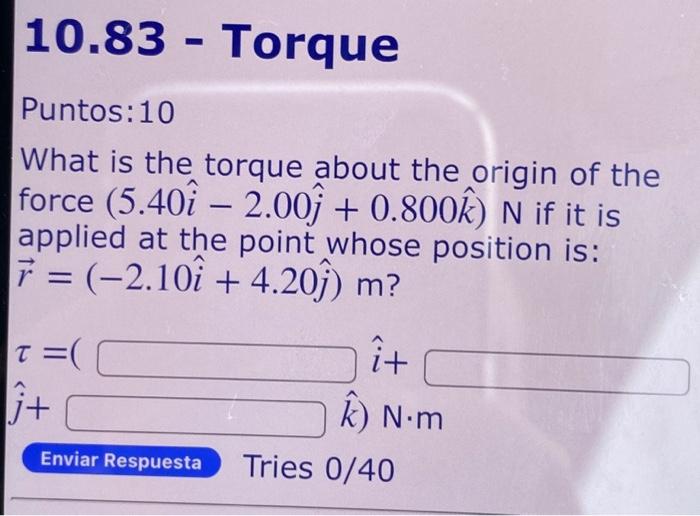 10.83 - Torque
Puntos:10
What is the torque about the origin of the
force (5.40î − 2.00ĵ + 0.800k̂) N if it is
applied at the point whose position is:
r⃗ = (−2.10î + 4.20ĵ) m?
τ =( î+
ĵ+ k̂) N·m
Enviar Respuesta Tries 0/40